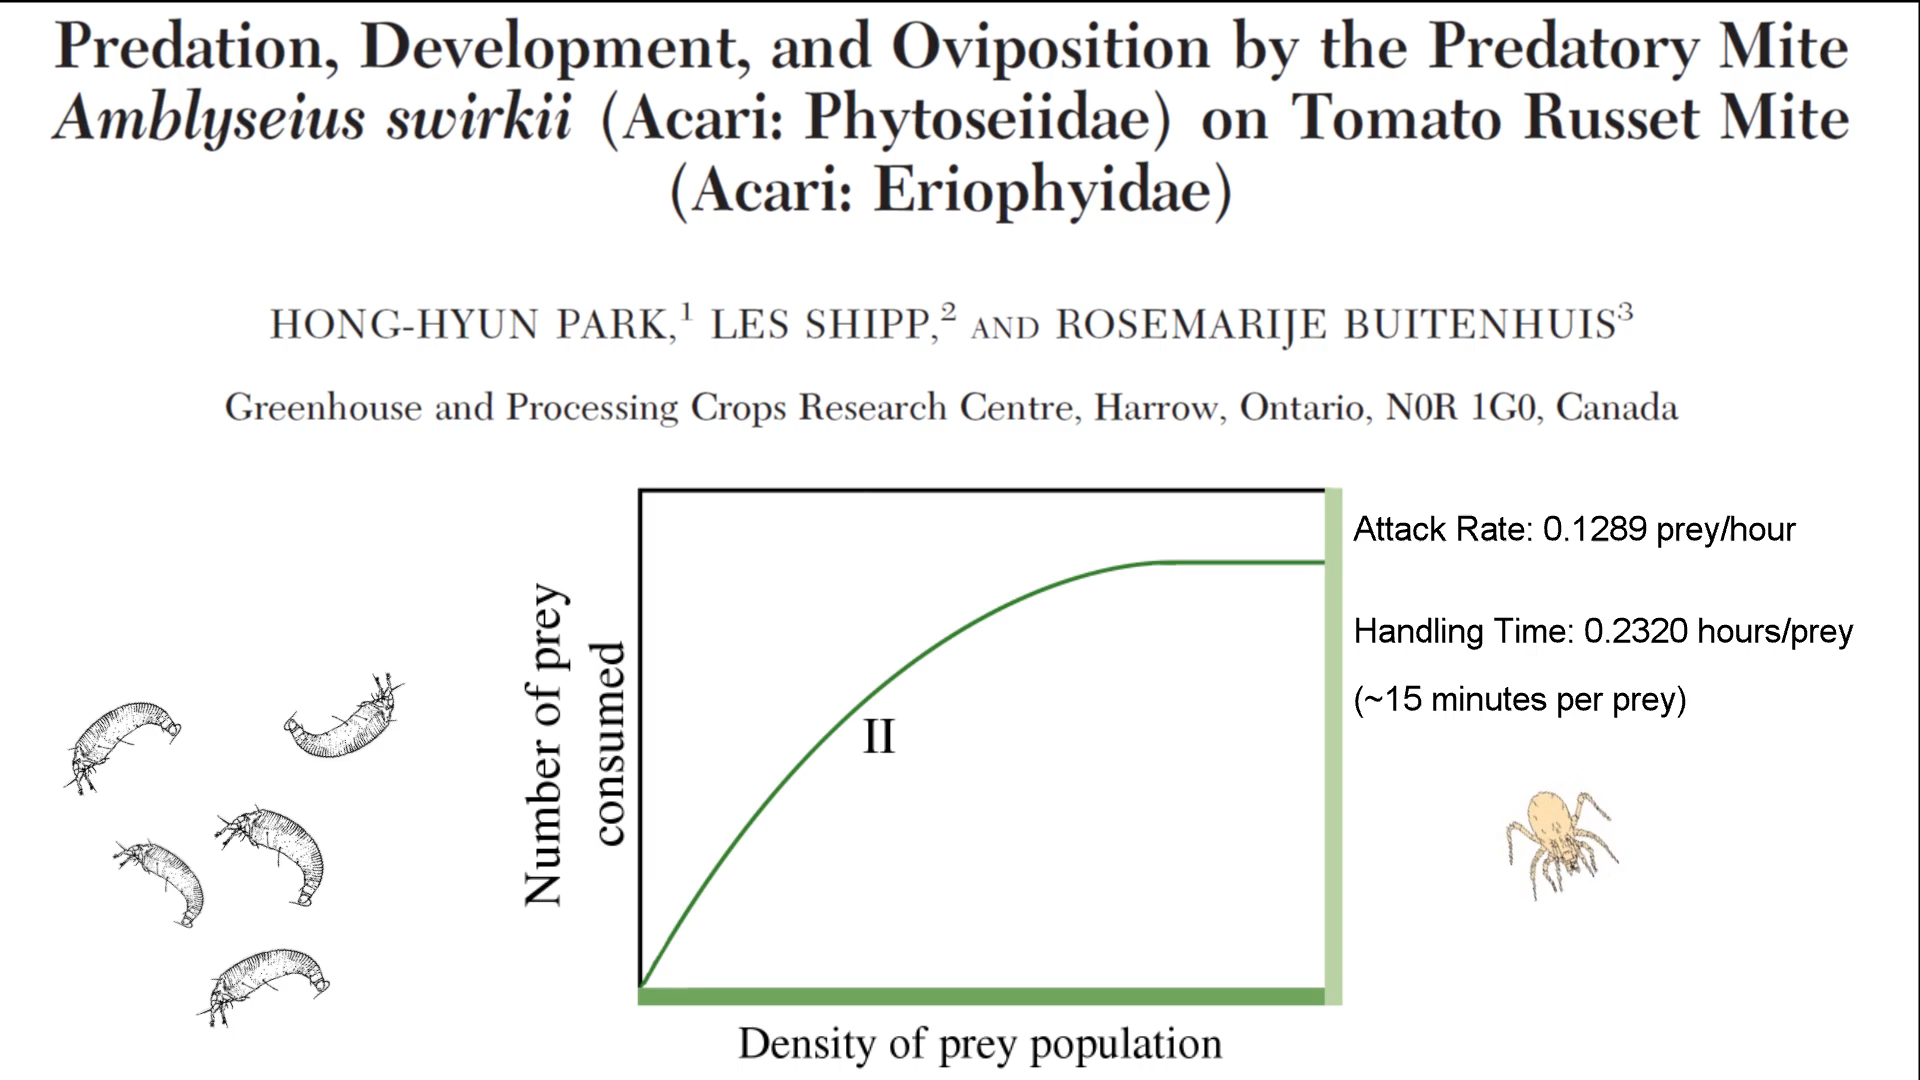 Predation, Development, and Oviposition by the Predatory Mite
Amblyseius swirkii (Acari: Phytoseiidae) on Tomato Russet Mite
(Acari: Eriophyidae)
HONG-HYUN PARK,1 LES SHIPP,2 AND ROSEMARIJE BUITENHUIS3
Greenhouse and Processing Crops Research Centre, Harrow, Ontario, N0R 1G0, Canada
Attack Rate: 0.1289 prey/hour
Handling Time: 0.2320 hours/prey
(~15 minutes per prey)
Number of prey
consumed
II
Density of prey population